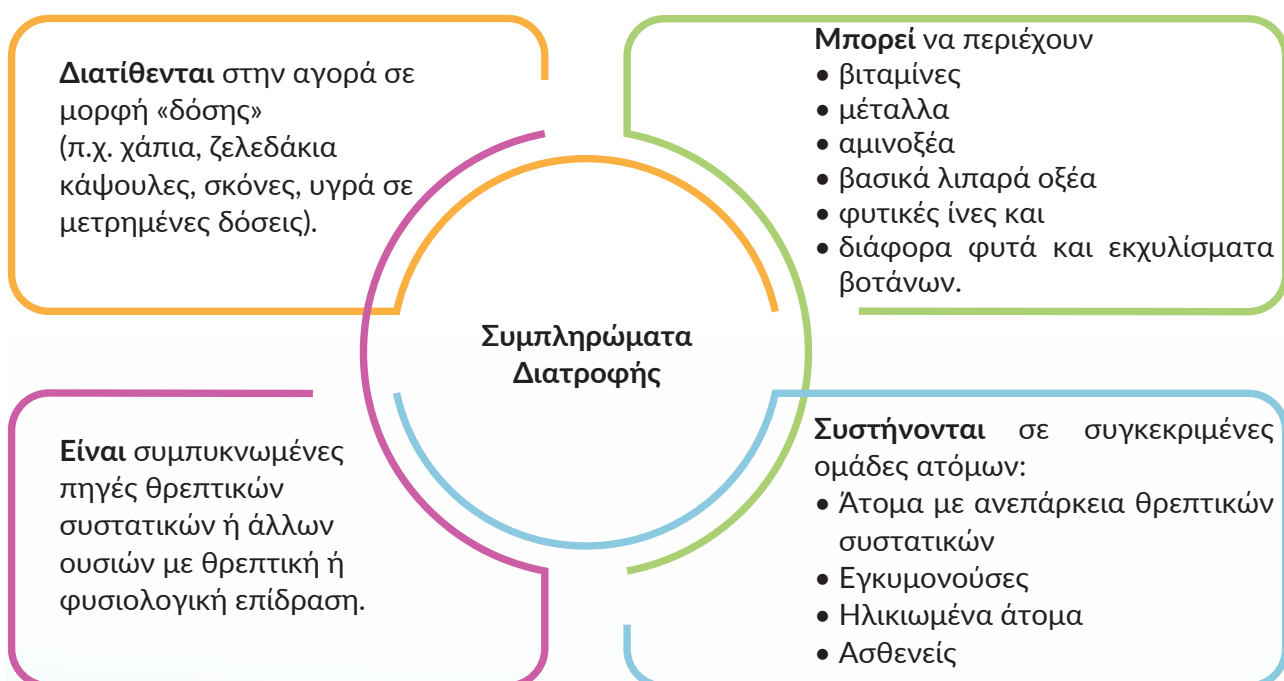 Διατίθενται στην αγορά σε
μορφή «δόσης»
(π.χ. χάπια, ζελεδάκια
κάψουλες, σκόνες, υγρά σε
μετρημένες δόσεις).
Μπορεί να περιέχουν
• βιταμίνες
• μέταλλα
• αμινοξέα
• βασικά λιπαρά οξέα
• φυτικές ίνες και
• διάφορα φυτά και εκχυλίσματα
βοτάνων.
Συμπληρώματα
Διατροφής
Είναι συμπυκνωμένες
πηγές θρεπτικών
συστατικών ή άλλων
ουσιών με θρεπτική ή
φυσιολογική επίδραση.
Συστήνονται σε συγκεκριμένες
ομάδες ατόμων:
• Άτομα με ανεπάρκεια θρεπτικών
συστατικών
• Εγκυμονούσες
• Ηλικιωμένα άτομα
• Ασθενείς